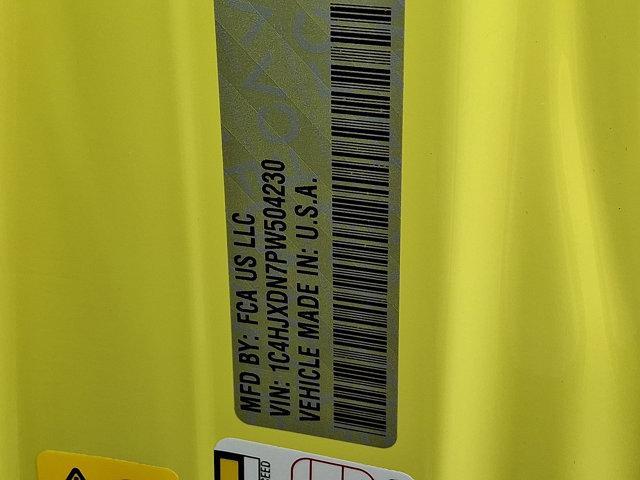 MFD BY: FCA US LLC
VIN: 1C4HJXDN7PW504230
VEHICLE MADE IN: U.S.A.